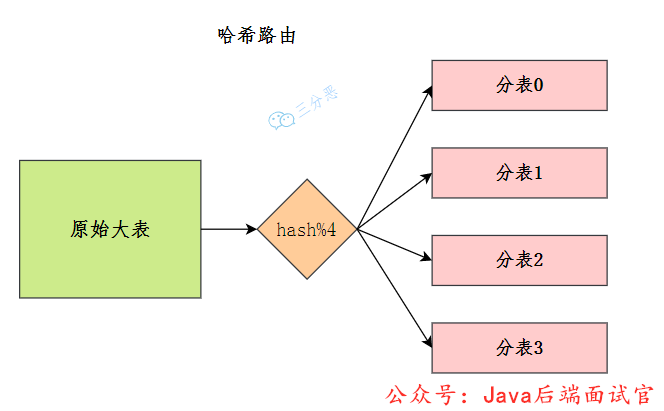 哈希路由
三分恶
分表0
分表1
原始大表
hash%4
分表2
分表3
公众号：Java后端面试官